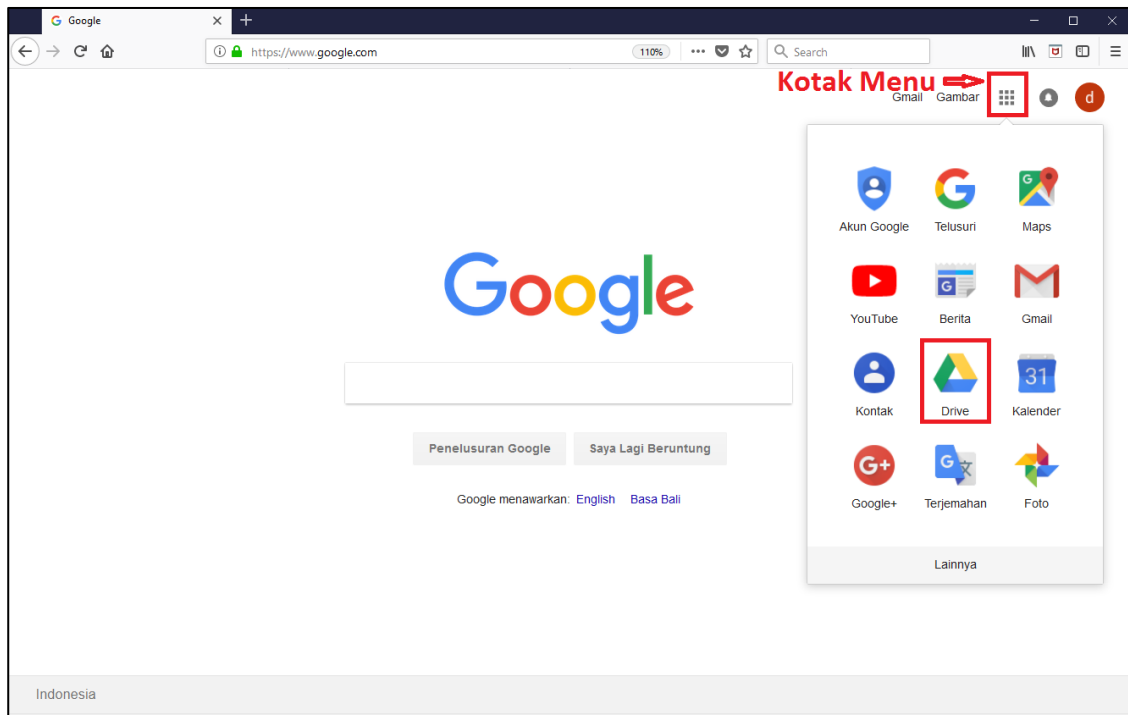 Google
https://www.google.com
110%
Search
Kotak Menu
Gmail Gambar
d
Akun Google Telusuri Maps
YouTube Berita Gmail
31
Kontak Drive Kalender
G+
Google+ Terjemahan Foto
Lainnya
Google
Penelusuran Google Saya Lagi Beruntung
Google menawarkan: English Basa Bali
Indonesia